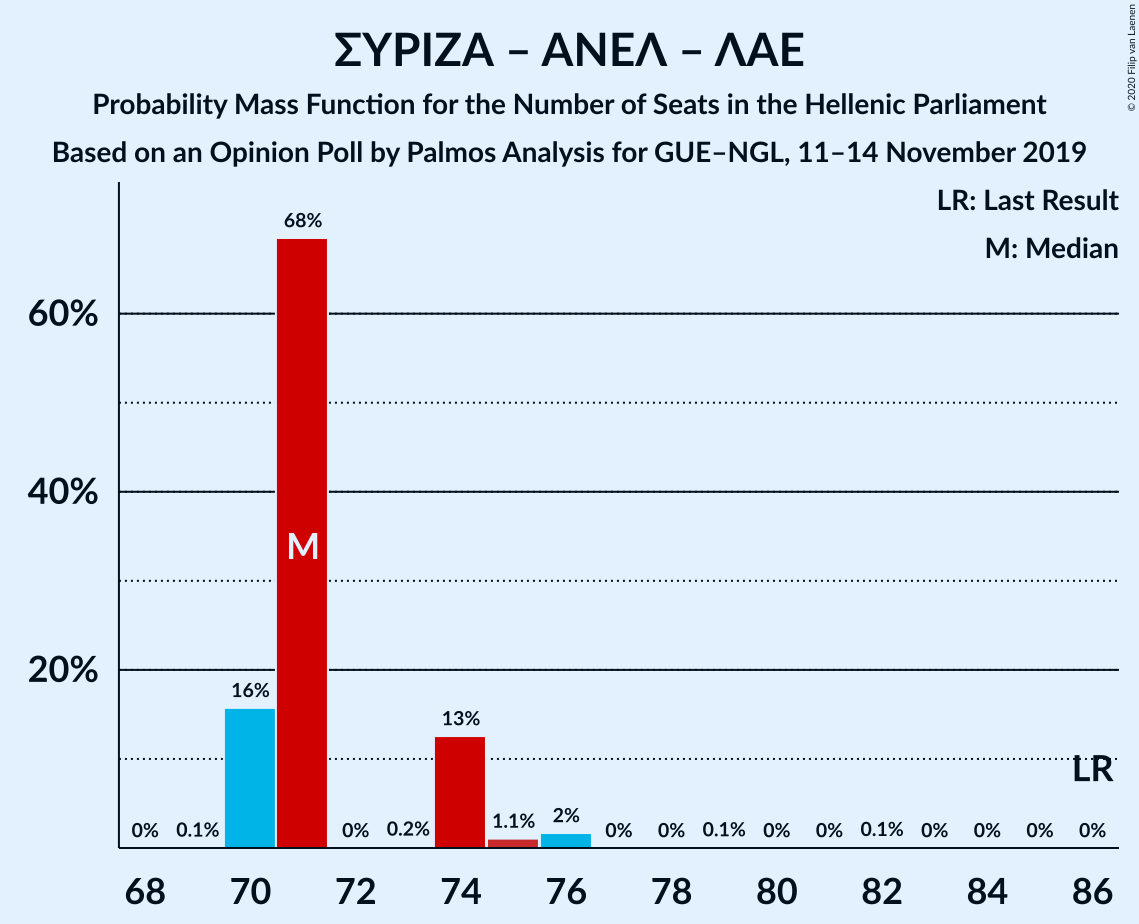 ΣΥΡΙΖΑ – ΑΝΕΛ – ΛΑΕ
Probability Mass Function for the Number of Seats in the Hellenic Parliament
Based on an Opinion Poll by Palmos Analysis for GUE–NGL, 11–14 November 2019
© 2020 Filip van Laenen
LR: Last Result
M: Median
60%
40%
20%
68%
M
16%
13%
LR
0% 0.1% 0% 0.2% 1.1% 2% 0% 0% 0.1% 0% 0% 0.1% 0% 0% 0% 0%
68 70 72 74 76 78 80 82 84 86